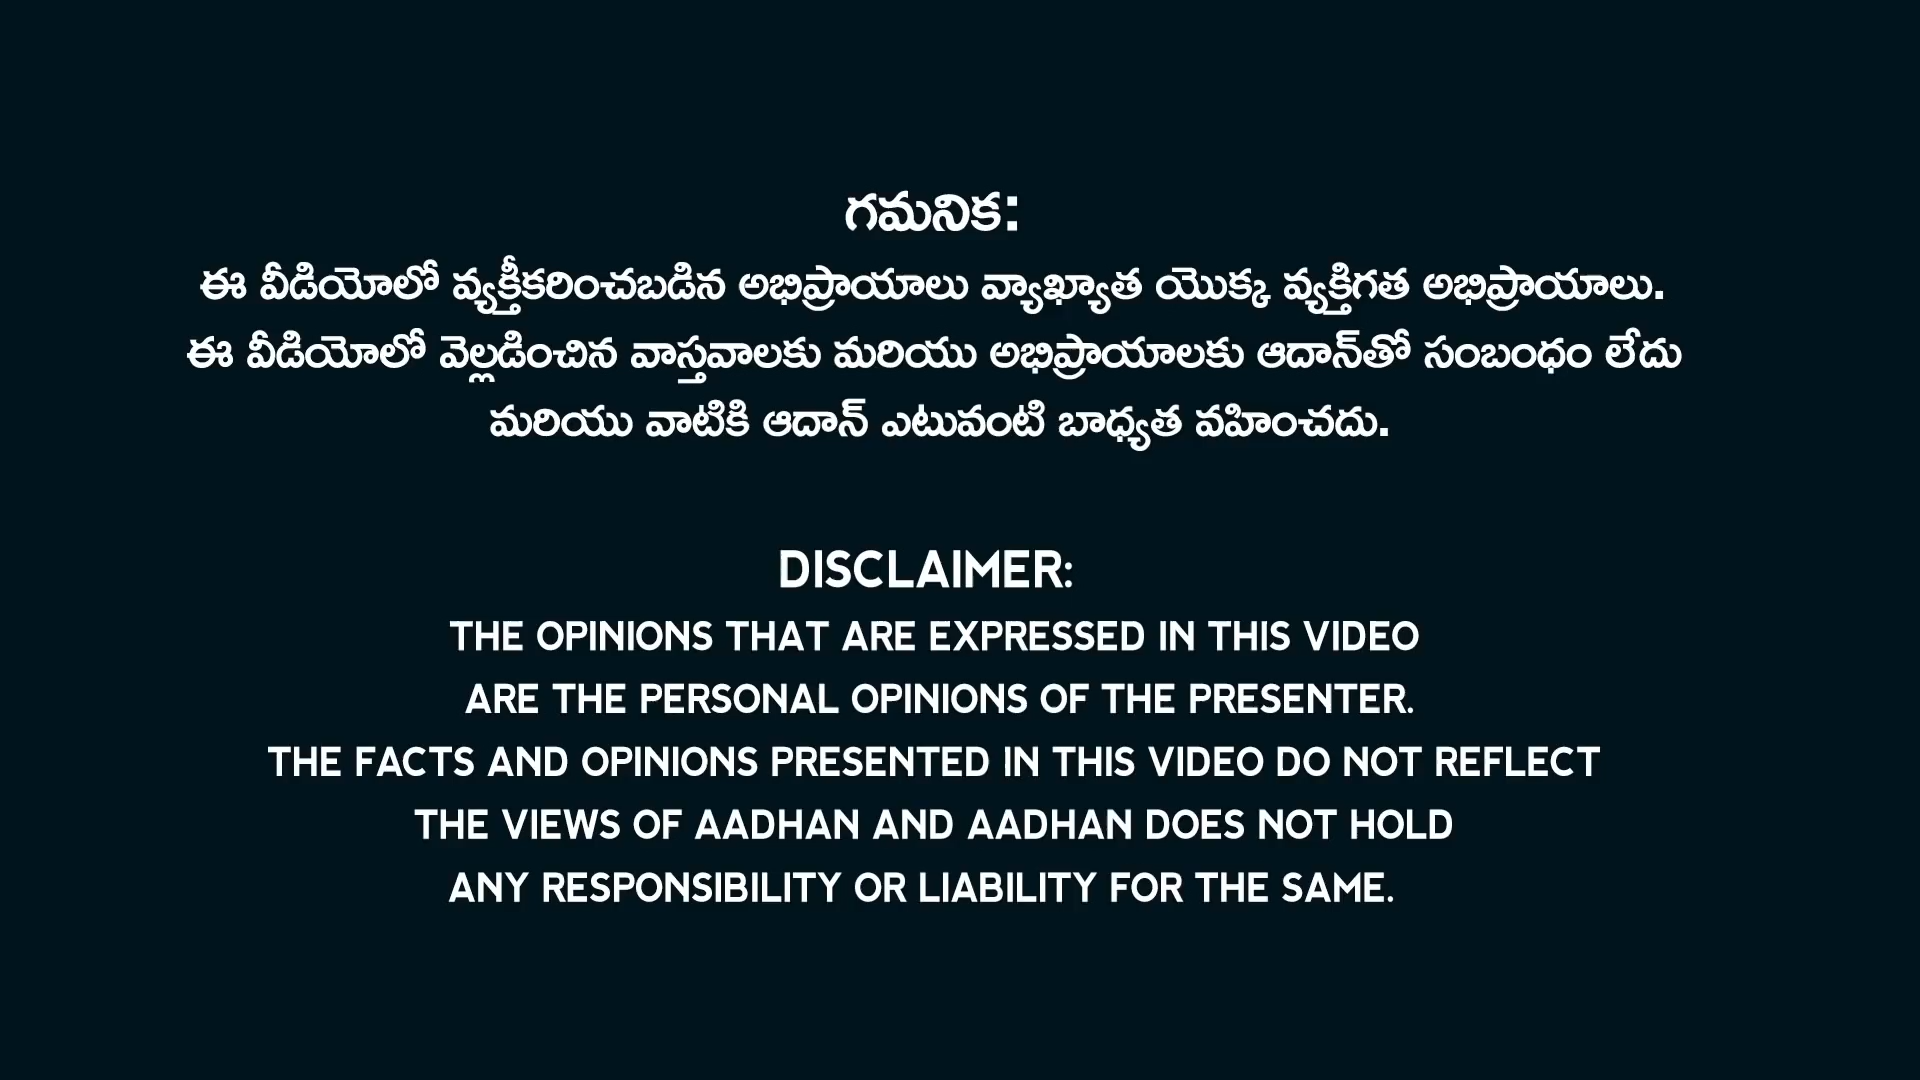 గమనిక:
ఈ వీడియోలో వ్యక్తీకరించబడిన అభిప్రాయాలు వ్యాఖ్యాత యొక్క వ్యక్తిగత అభిప్రాయాలు.
ఈ వీడియోలో వెల్లడించిన వాస్తవాలకు మరియు అభిప్రాయాలకు ఆదాన్‌తో సంబంధం లేదు
మరియు వాటికి ఆదాన్ ఎటువంటి బాధ్యత వహించదు.
DISCLAIMER:
THE OPINIONS THAT ARE EXPRESSED IN THIS VIDEO
ARE THE PERSONAL OPINIONS OF THE PRESENTER.
THE FACTS AND OPINIONS PRESENTED IN THIS VIDEO DO NOT REFLECT
THE VIEWS OF AADHAN AND AADHAN DOES NOT HOLD
ANY RESPONSIBILITY OR LIABILITY FOR THE SAME.